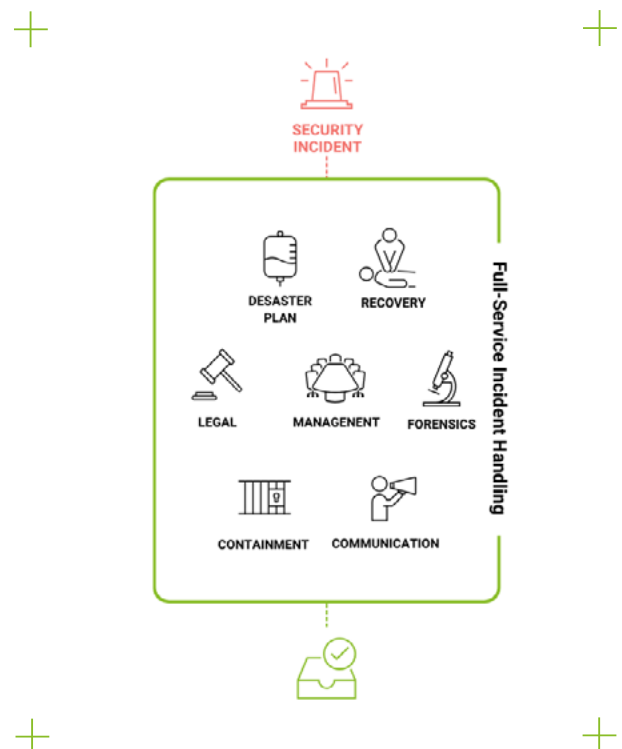 SECURITY
INCIDENT
DESASTER
PLAN
RECOVERY
LEGAL
MANAGENENT
FORENSICS
CONTAINMENT
COMMUNICATION
Full-Service Incident Handling